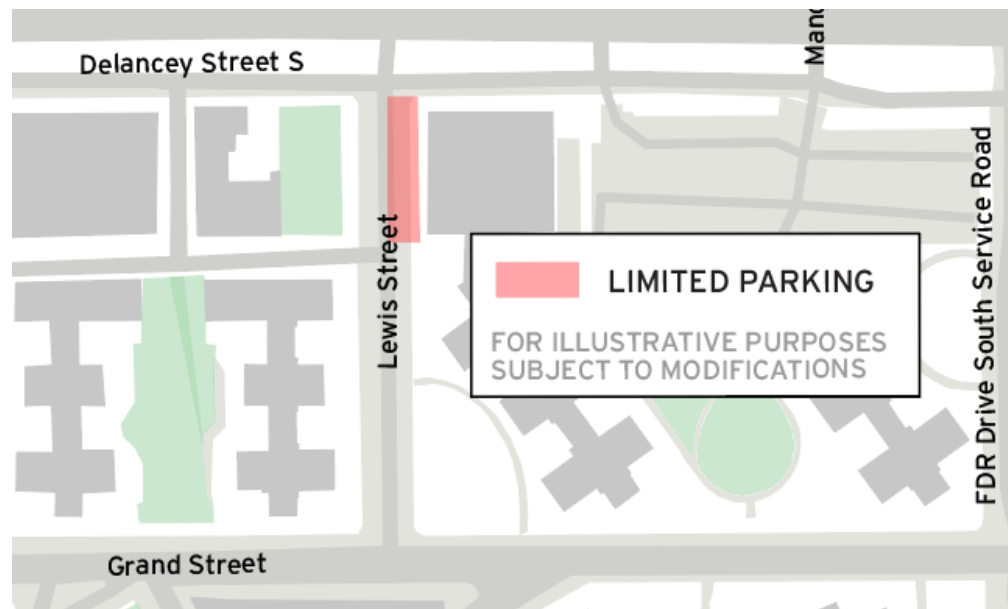 Delancey Street S
Lewis Street
LIMITED PARKING
FOR ILLUSTRATIVE PURPOSES
SUBJECT TO MODIFICATIONS
FDR Drive South Service Road
Grand Street